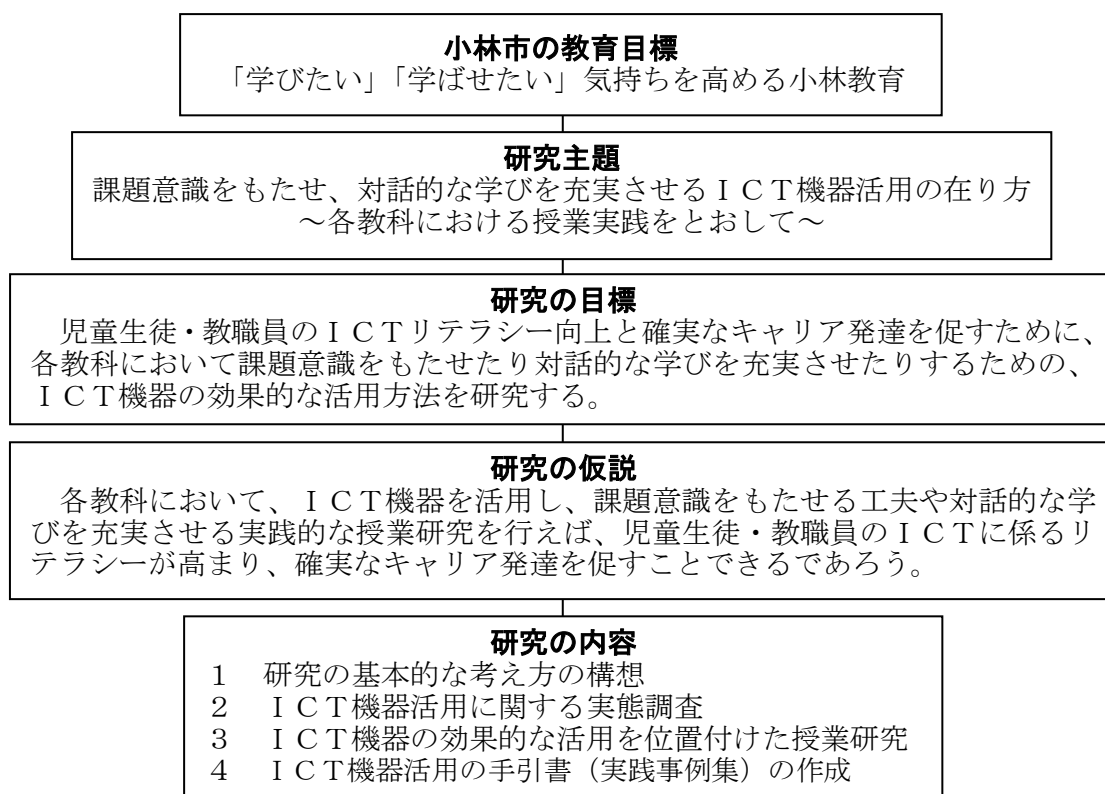 小林市の教育目標
「学びたい」「学ばせたい」気持ちを高める小林教育
研究主題
課題意識をもたせ、対話的な学びを充実させるＩＣＴ機器活用の在り方
～各教科における授業実践をとおして～
研究の目標
　児童生徒・教職員のＩＣＴリテラシー向上と確実なキャリア発達を促すために、
各教科において課題意識をもたせたり対話的な学びを充実させたりするための、
ＩＣＴ機器の効果的な活用方法を研究する。
研究の仮説
　各教科において、ＩＣＴ機器を活用し、課題意識をもたせる工夫や対話的な学
びを充実させる実践的な授業研究を行えば、児童生徒・教職員のＩＣＴに係るリ
テラシーが高まり、確実なキャリア発達を促すことできるであろう。
研究の内容
１　研究の基本的な考え方の構想
２　ＩＣＴ機器活用に関する実態調査
３　ＩＣＴ機器の効果的な活用を位置付けた授業研究
４　ＩＣＴ機器活用の手引書（実践事例集）の作成